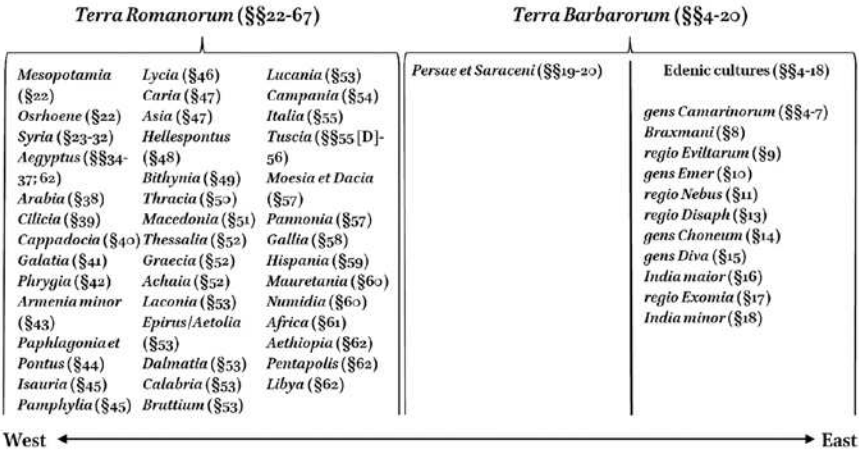 Terra Romanorum (§§22-67)
Terra Barbarorum (§§4-20)
Mesopotamia
(§22)
Osrhoene (§22)
Syria (§23-32)
Aegyptus (§§34-
37; 62)
Arabia (§38)
Cilicia (§39)
Cappadocia (§40)
Galatia (§41)
Phrygia (§42)
Armenia minor
(§43)
Paphlagonia et
Pontus (§44)
Isauria (§45)
Pamphylia (§45)
Lycia (§46)
Caria (§47)
Asia (§47)
Hellespontus
(§48)
Bithynia (§49)
Thracia (§50)
Macedonia (§51)
Thessalia (§52)
Graecia (§52)
Achaia (§52)
Laconia (§53)
Epirus/Aetolia
(§53)
Dalmatia (§53)
Calabria (§53)
Bruttium (§53)
Lucania (§53)
Campania (§54)
Italia (§55)
Tuscia (§§55 [D]-
56)
Moesia et Dacia
(§57)
Pannonia (§57)
Gallia (§58)
Hispania (§59)
Mauretania (§60)
Numidia (§60)
Africa (§61)
Aethiopia (§62)
Pentapolis (§62)
Libya (§62)
Persae et Saraceni (§§19-20)
Edenic cultures (§§4-18)
gens Camarinorum (§§4-7)
Braxmani (§8)
regio Eviltarum (§9)
gens Emer (§10)
regio Nebus (§11)
regio Disaph (§13)
gens Choneum (§14)
gens Diva (§15)
India maior (§16)
regio Exomia (§17)
India minor (§18)
West
East